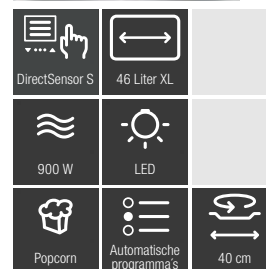 DirectSensor S
46 Liter XL
900 W
LED
Popcorn
Automatische
programma´s
40 cm